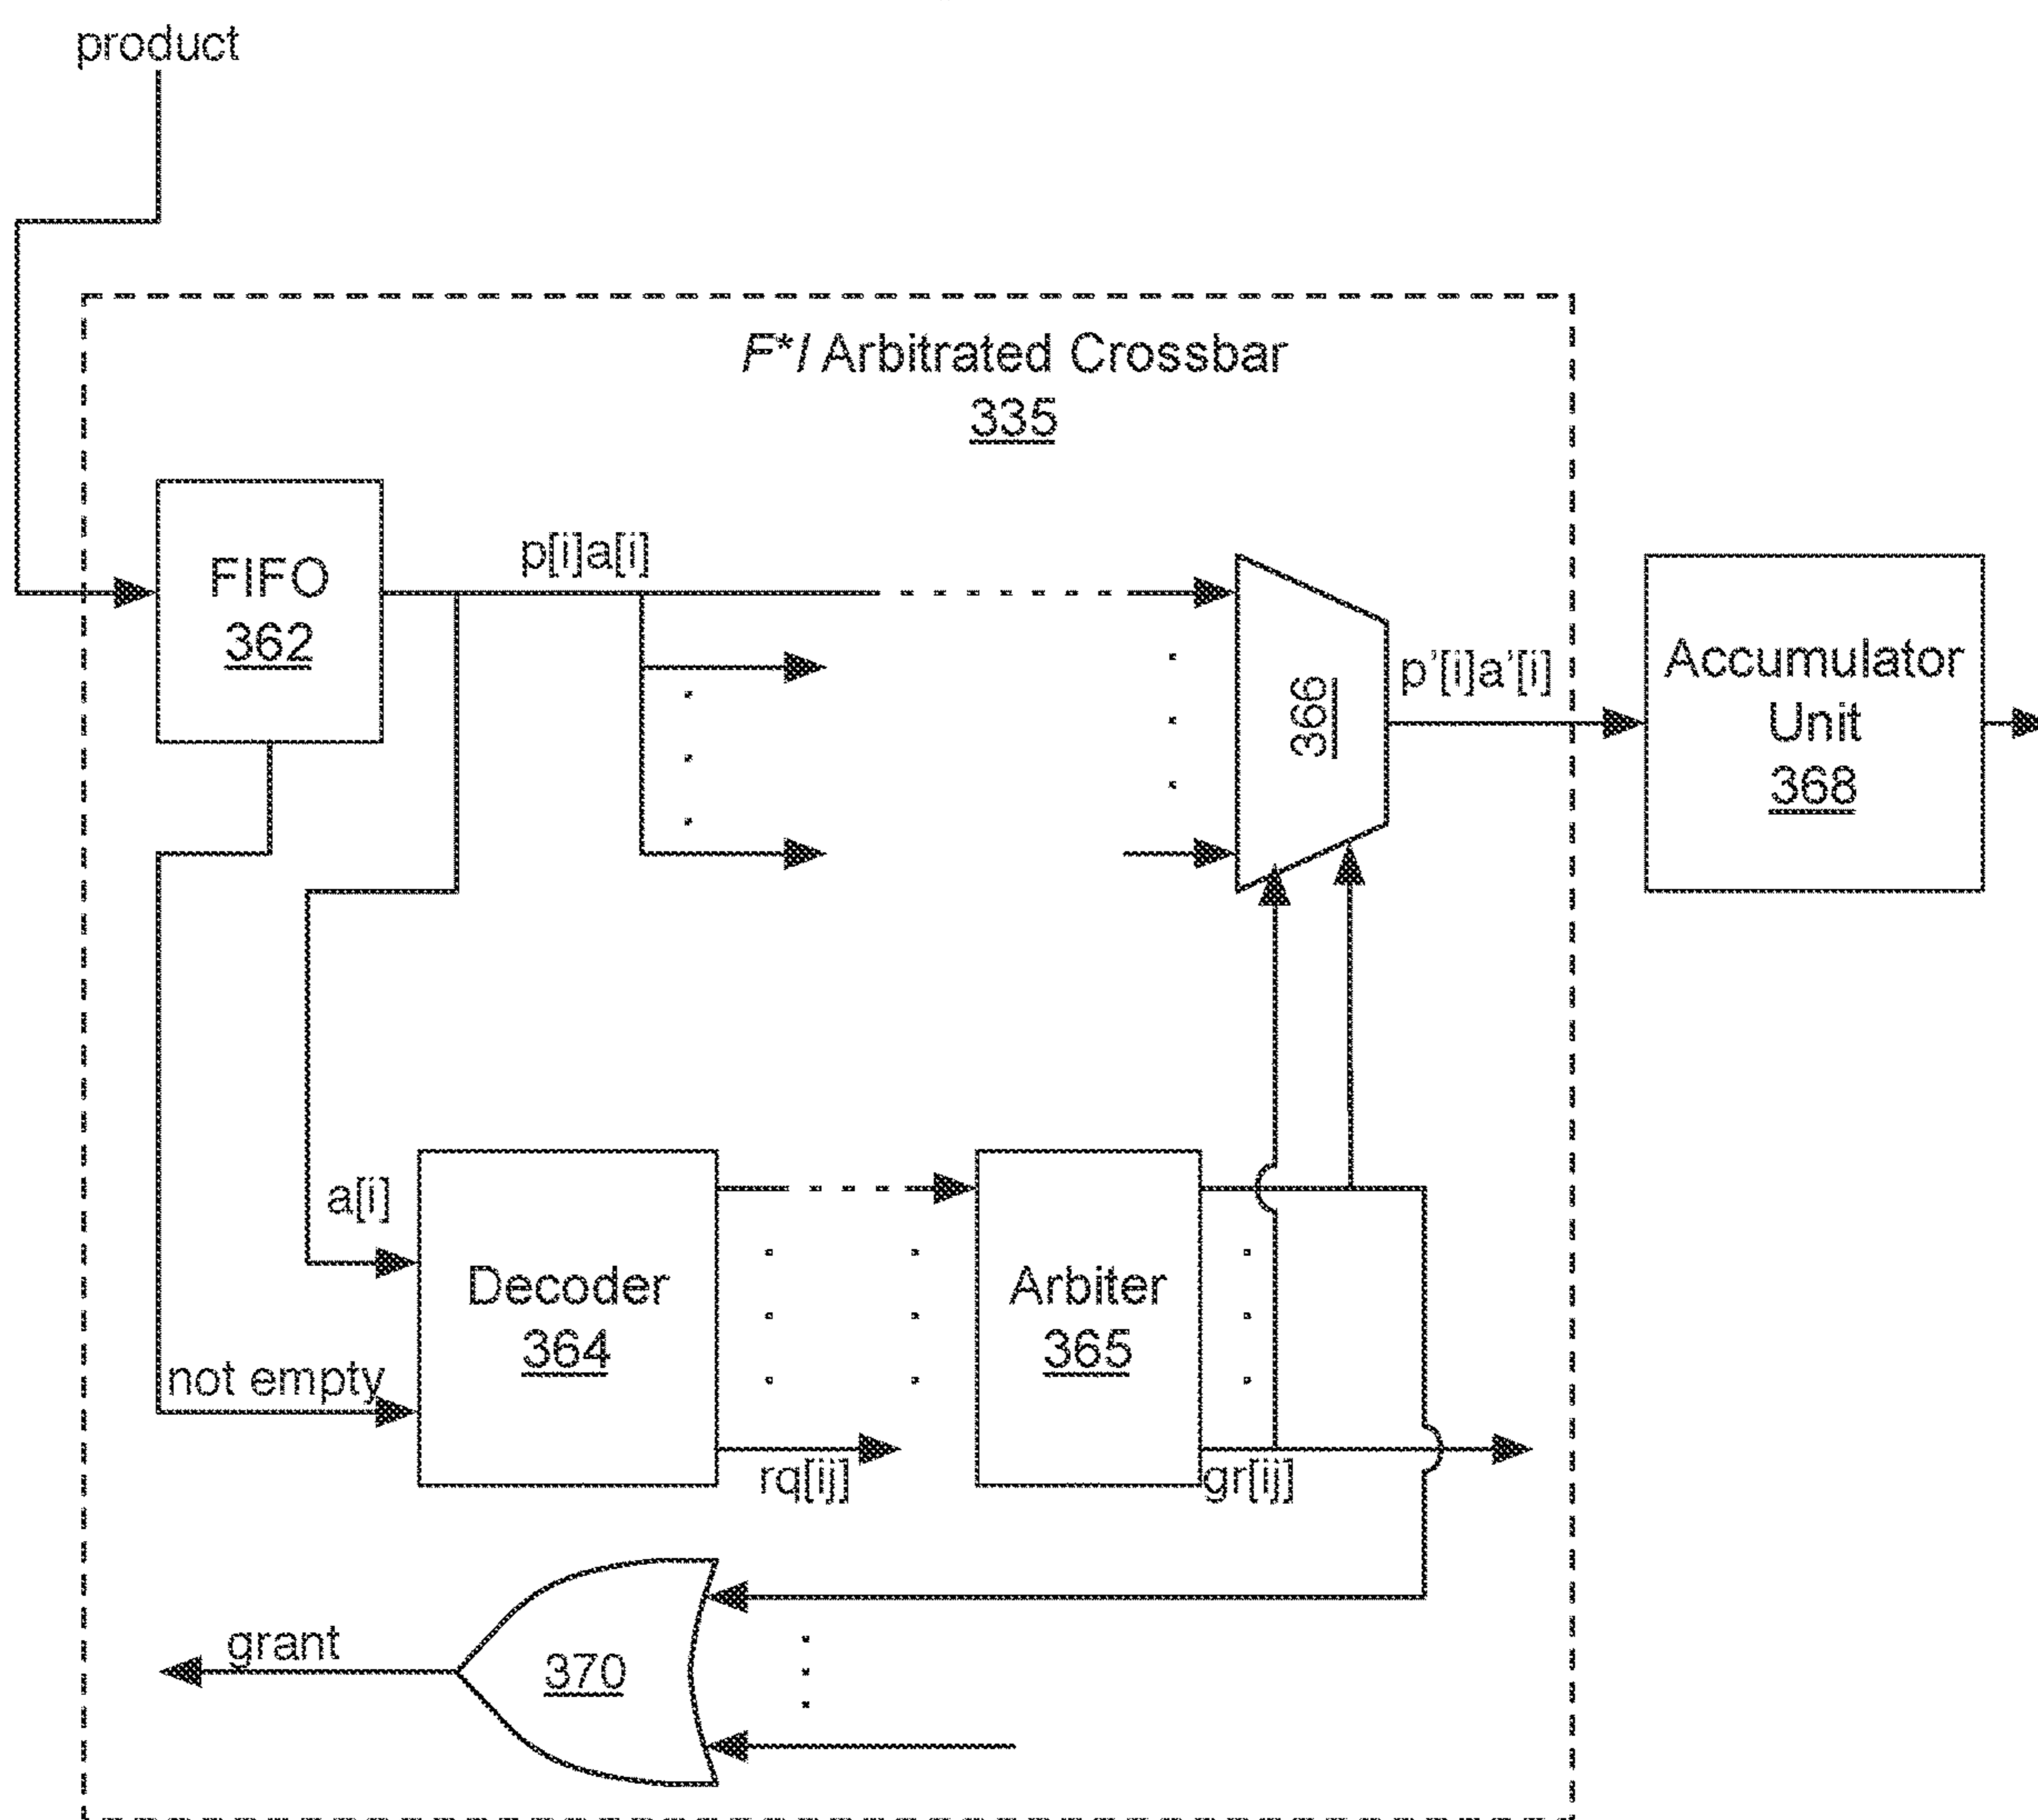 product
F*I Arbitrated Crossbar
335
FIFO
362
p[i]a[i]
366
p'[i]a'[i]
Accumulator
Unit
368
a[i]
not empty
Decoder
364
rq[ij]
Arbiter
365
gr[ij]
grant
370